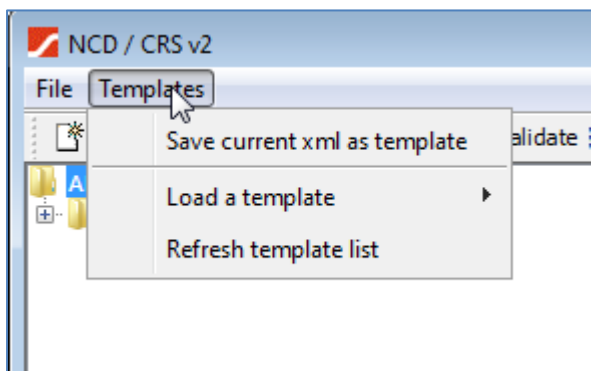 NCD / CRS v2
File Templates
Save current xml as template
alidate
Load a template
Refresh template list